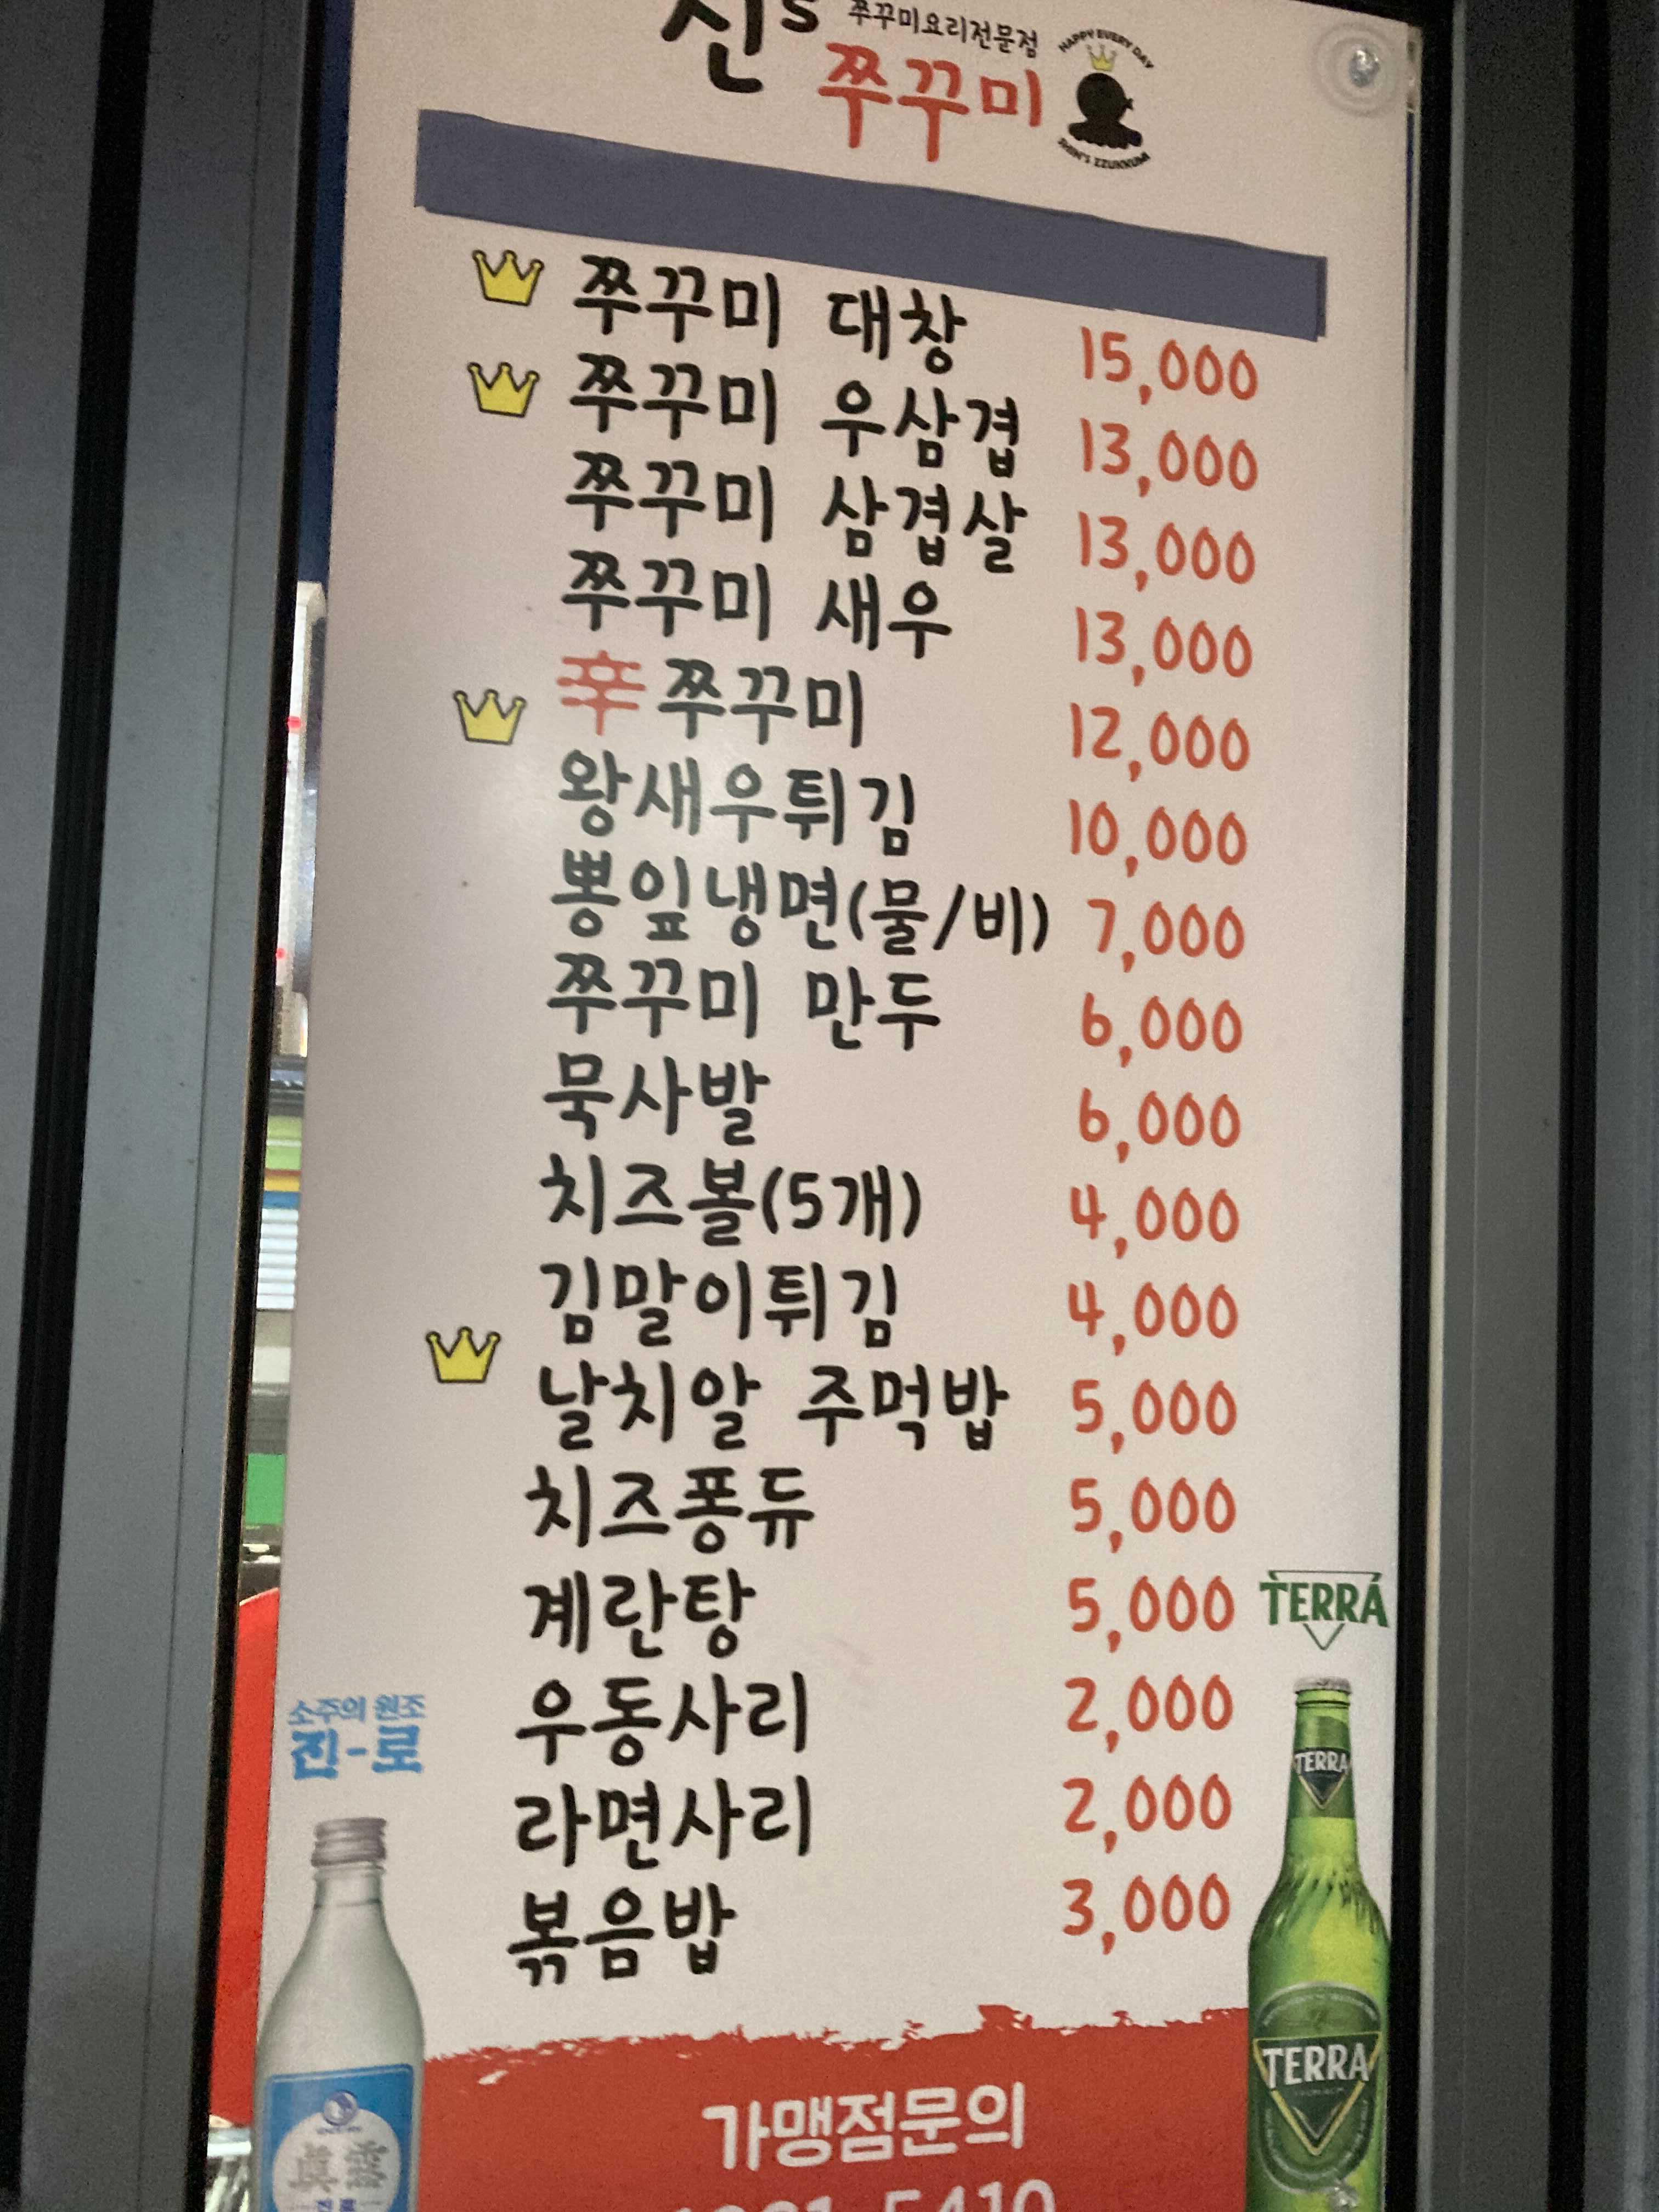 신's 쭈꾸미요리전문점
쭈꾸미
HAPPY EVERY DAY
SHIN'S ZZUKKUMI
쭈꾸미 대창 15,000
쭈꾸미 우삼겹 13,000
쭈꾸미 삼겹살 13,000
쭈꾸미 새우 13,000
辛쭈꾸미 12,000
왕새우튀김 10,000
뽕잎냉면(물/비) 7,000
쭈꾸미 만두 6,000
묵사발 6,000
치즈볼(5개) 4,000
김말이튀김 4,000
날치알 주먹밥 5,000
치즈퐁듀 5,000
계란탕 5,000
우동사리 2,000
라면사리 2,000
볶음밥 3,000
TERRA
TERRA
TERRA
소주의 원조
진-로
가맹점문의